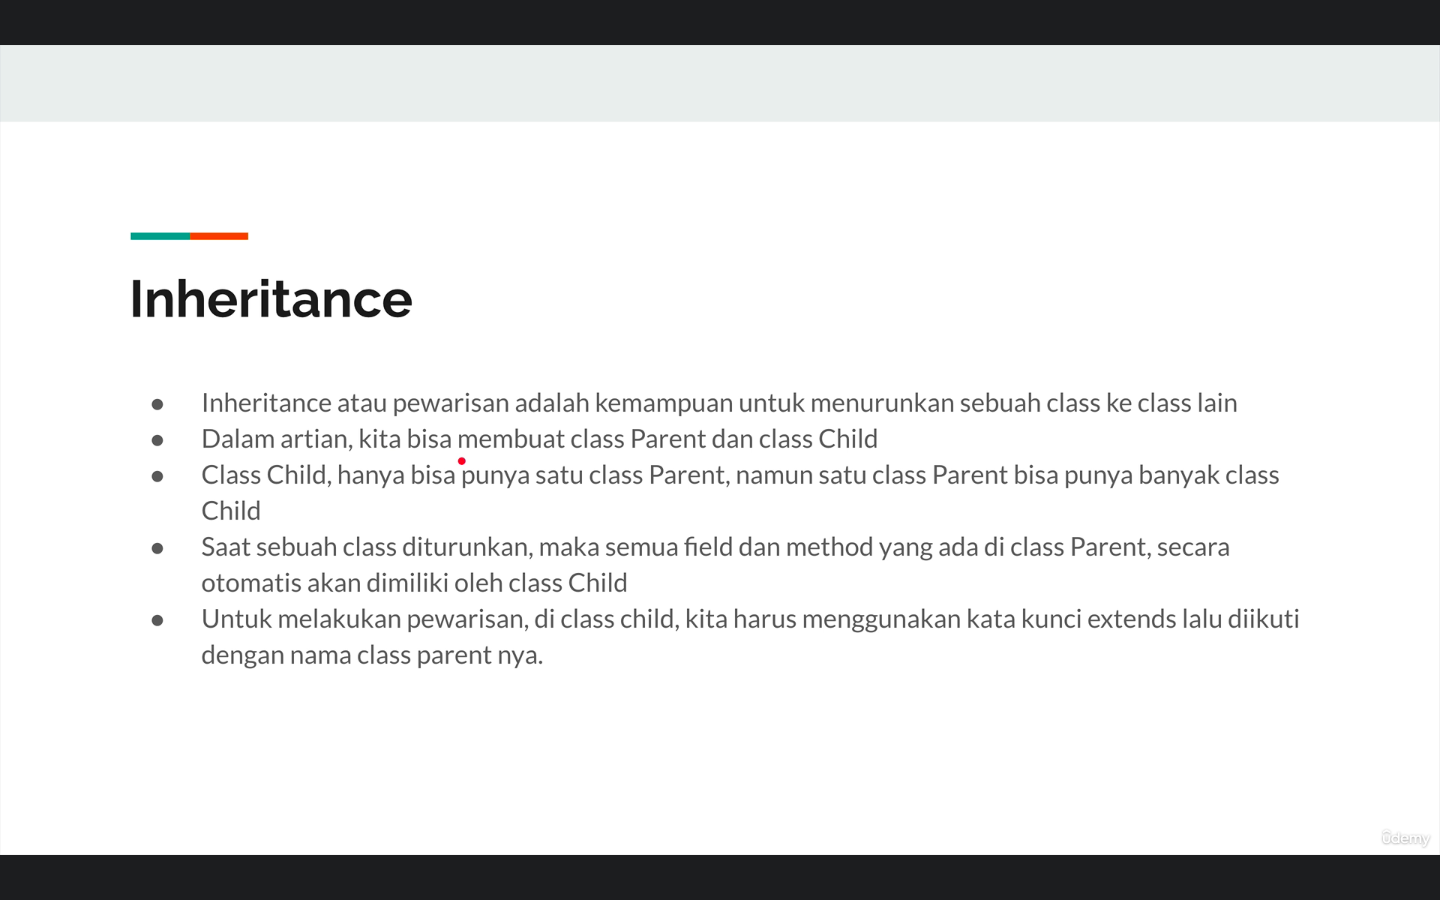 Inheritance
● Inheritance atau pewarisan adalah kemampuan untuk menurunkan sebuah class ke class lain
● Dalam artian, kita bisa membuat class Parent dan class Child
● Class Child, hanya bisa punya satu class Parent, namun satu class Parent bisa punya banyak class
Child
● Saat sebuah class diturunkan, maka semua field dan method yang ada di class Parent, secara
otomatis akan dimiliki oleh class Child
● Untuk melakukan pewarisan, di class child, kita harus menggunakan kata kunci extends lalu diikuti
dengan nama class parent nya.
ûdemy